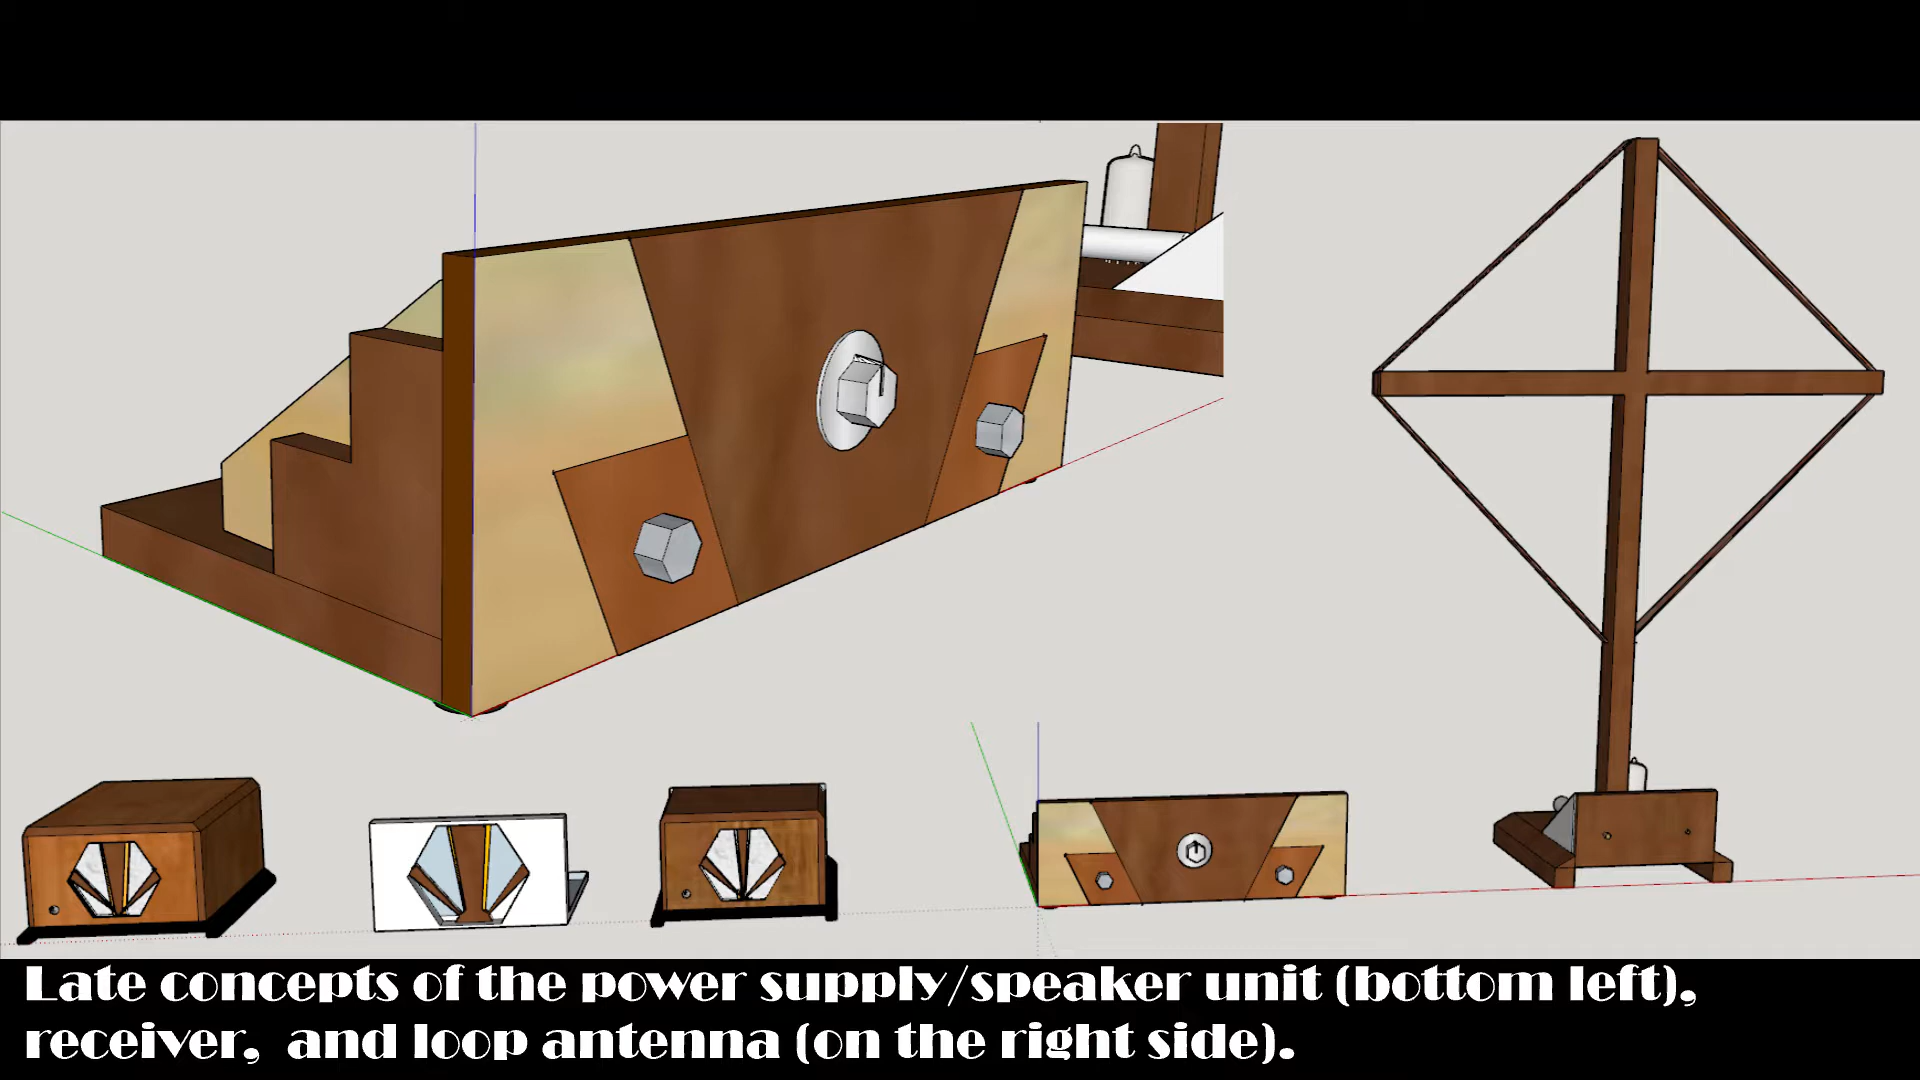 Late concepts of the power supply/speaker unit (bottom left),
receiver,  and loop antenna (on the right side).